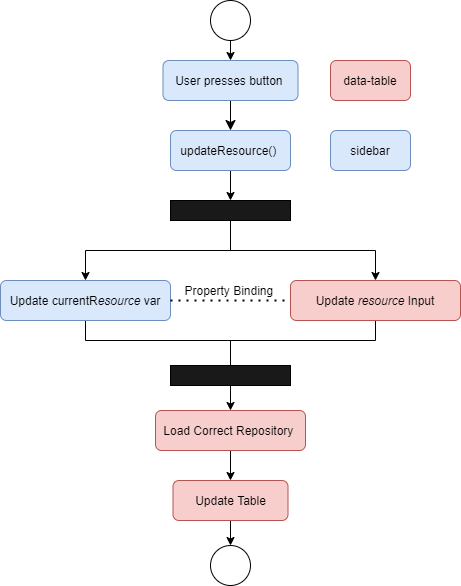 User presses button
data-table
updateResource()
sidebar
Update currentResource var
Property Binding
Update resource Input
Load Correct Repository
Update Table